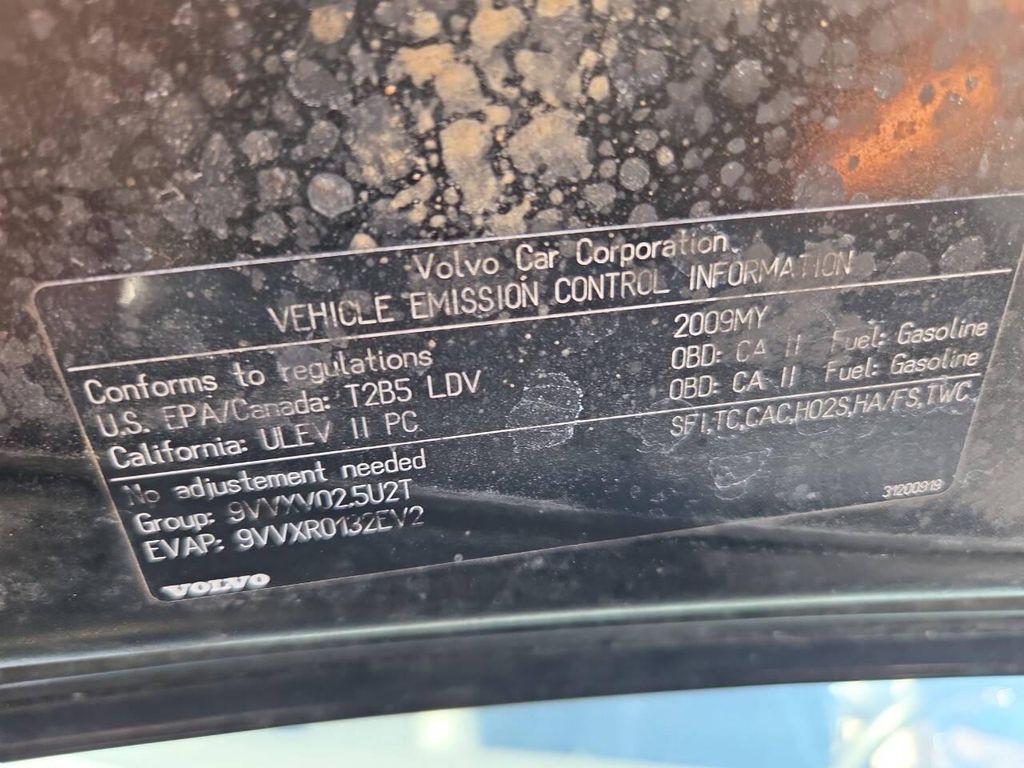 Volvo Car Corporation
VEHICLE EMISSION CONTROL INFORMATION
Conforms to regulations 2009MY
U.S. EPA/Canada: T2B5 LDV OBD: CA II Fuel: Gasoline
California: ULEV II PC OBD: CA II Fuel: Gasoline
No adjustement needed SFI,TC,CAC,HO2S,HA/FS,TWC
Group: 9VVXV02.5U2T
EVAP: 9VVXR0132EV2
31200919
VOLVO